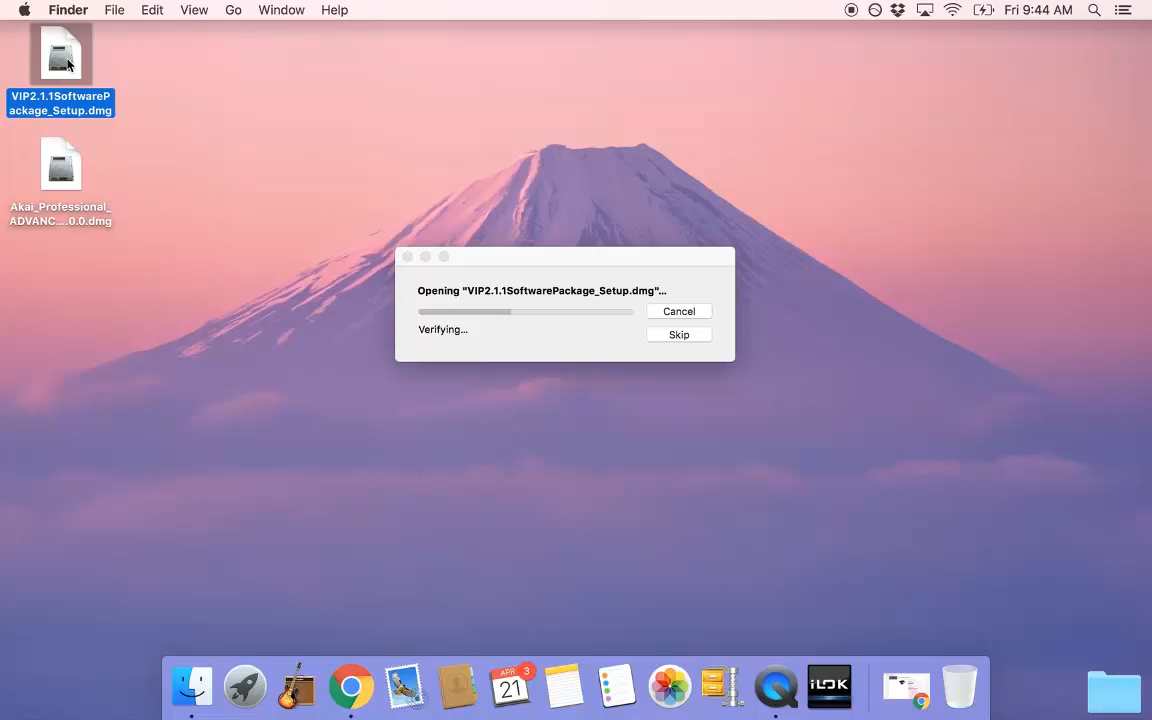 Finder File Edit View Go Window Help Fri 9:44 AM
VIP2.1.1SoftwareP
ackage_Setup.dmg
Akai_Professional_
ADVANC....0.0.dmg
Opening "VIP2.1.1SoftwarePackage_Setup.dmg"...
Cancel
Verifying...
Skip
APR 3
21
iLOK